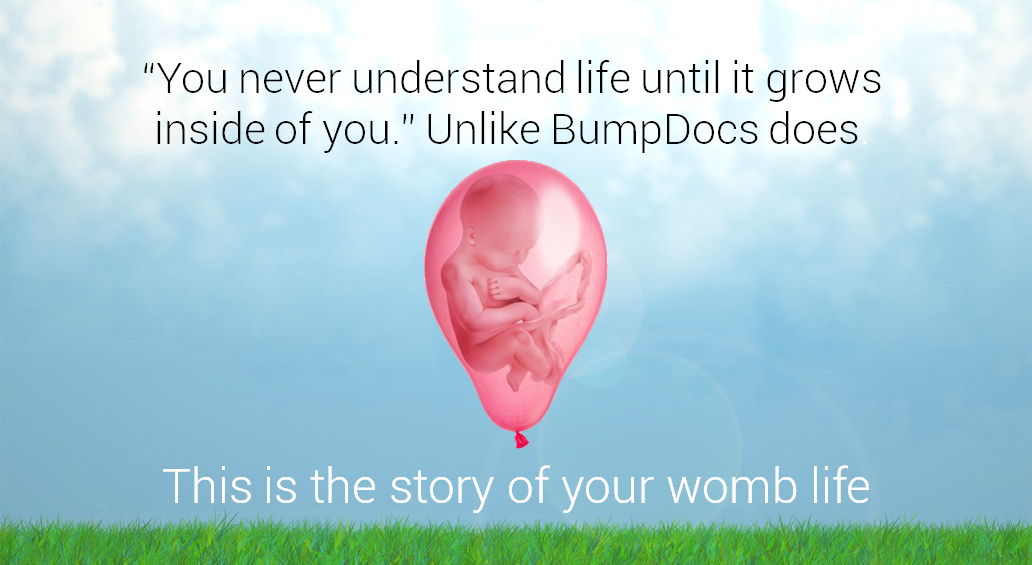 “You never understand life until it grows
inside of you.” Unlike BumpDocs does.
This is the story of your womb life